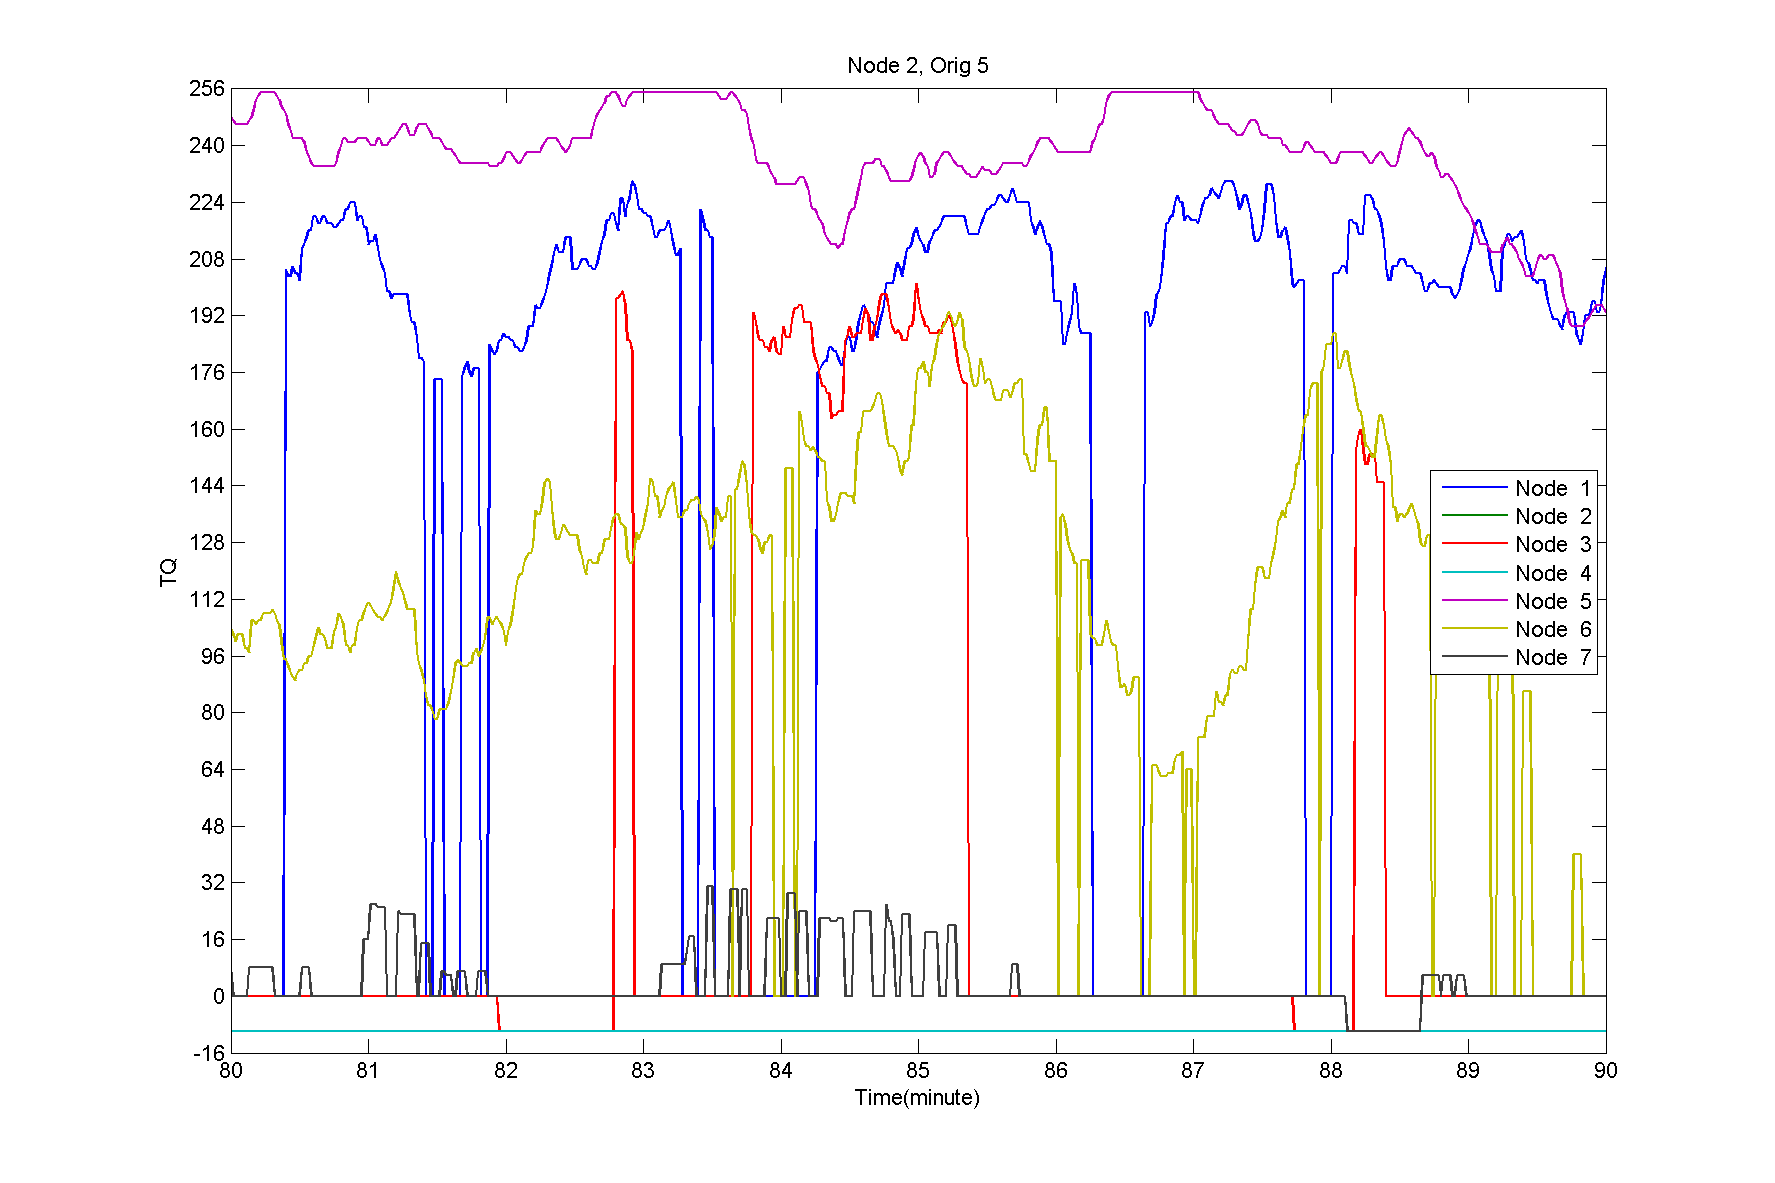 Node 2, Orig 5
256
240
224
208
192
176
160
144
128
112
96
80
64
48
32
16
0
-16
TQ
Node 1
Node 2
Node 3
Node 4
Node 5
Node 6
Node 7
80 81 82 83 84 85 86 87 88 89 90
Time(minute)